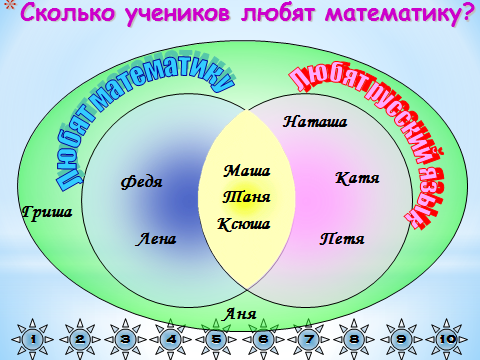 * Сколько учеников любят математику?
Любят математику
Любят русский язык
Наташа
Федя
Маша
Катя
Таня
Гриша
Ксюша
Лена
Петя
Аня
1 2 3 4 5 6 7 8 9 10